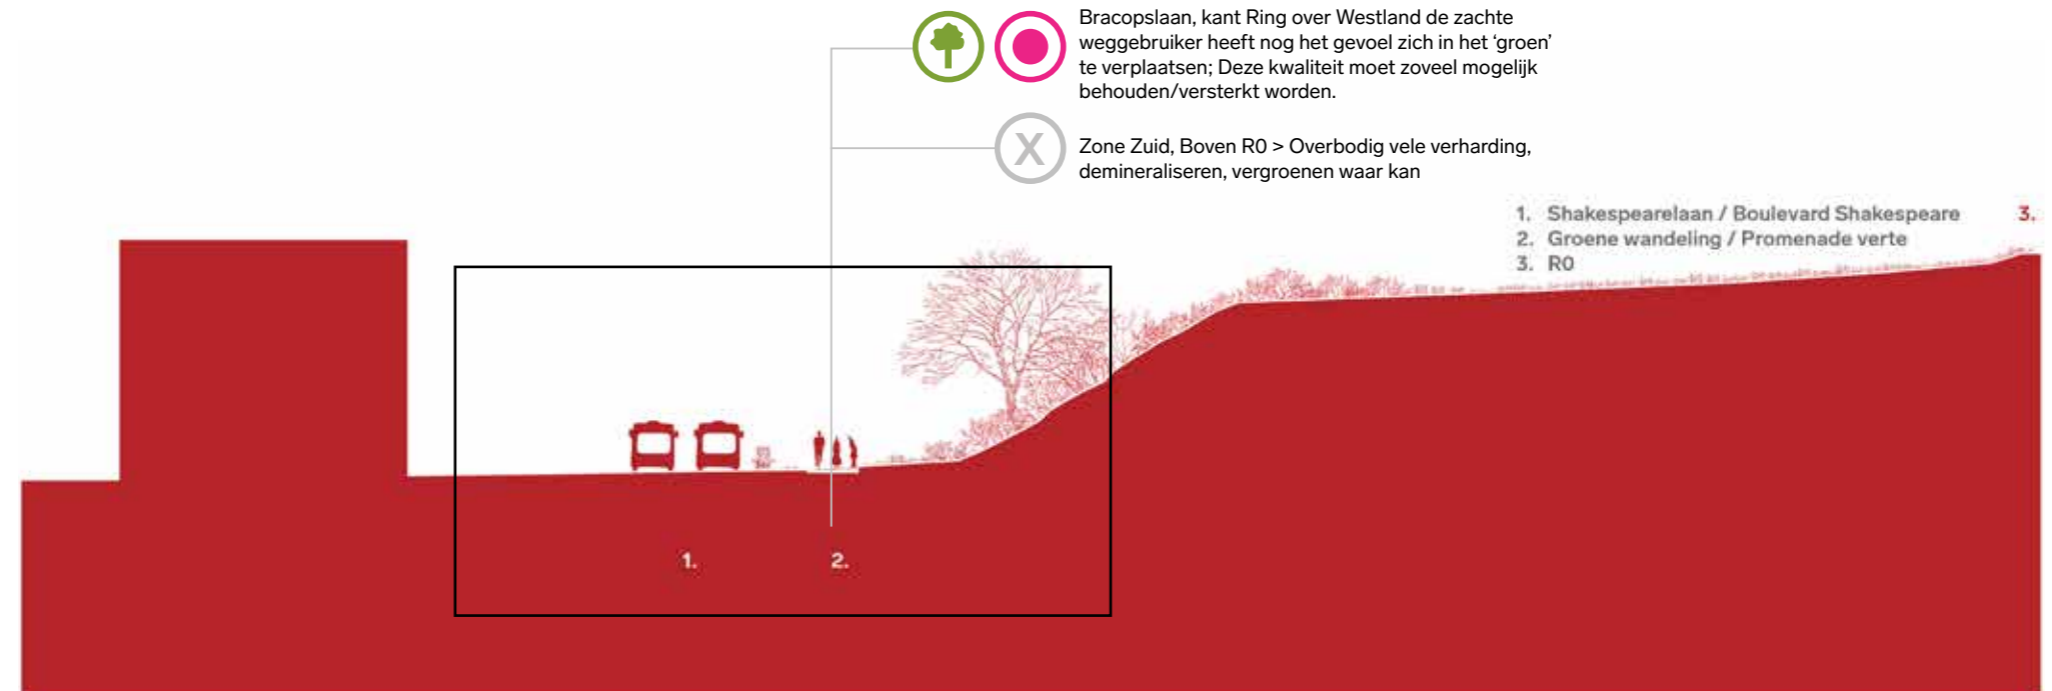 Bracopslaan, kant Ring over Westland de zachte
weggebruiker heeft nog het gevoel zich in het ‘groen’
te verplaatsen; Deze kwaliteit moet zoveel mogelijk
behouden/versterkt worden.
X
Zone Zuid, Boven R0 > Overbodig vele verharding,
demineraliseren, vergroenen waar kan
1. Shakespearelaan / Boulevard Shakespeare
2. Groene wandeling / Promenade verte
3. R0
3.
1.
2.